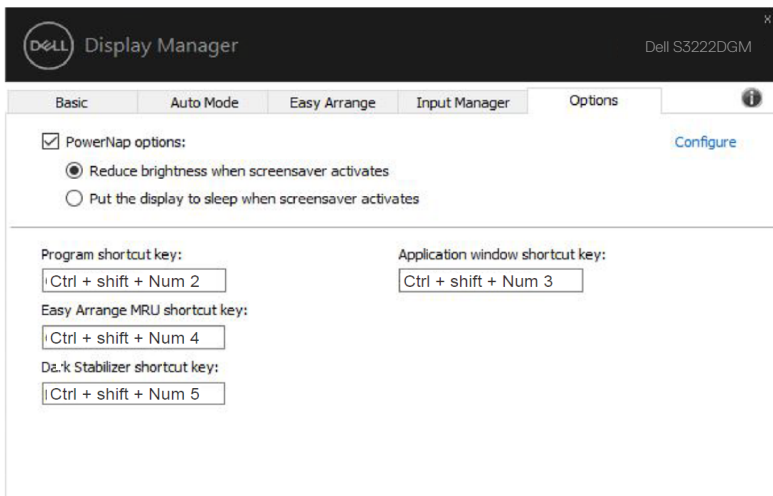 x
DELL Display Manager
Dell S3222DGM
Basic Auto Mode Easy Arrange Input Manager Options i
PowerNap options: Configure
Reduce brightness when screensaver activates
Put the display to sleep when screensaver activates
Program shortcut key: Application window shortcut key:
Ctrl + shift + Num 2 Ctrl + shift + Num 3
Easy Arrange MRU shortcut key:
Ctrl + shift + Num 4
Dark Stabilizer shortcut key:
Ctrl + shift + Num 5